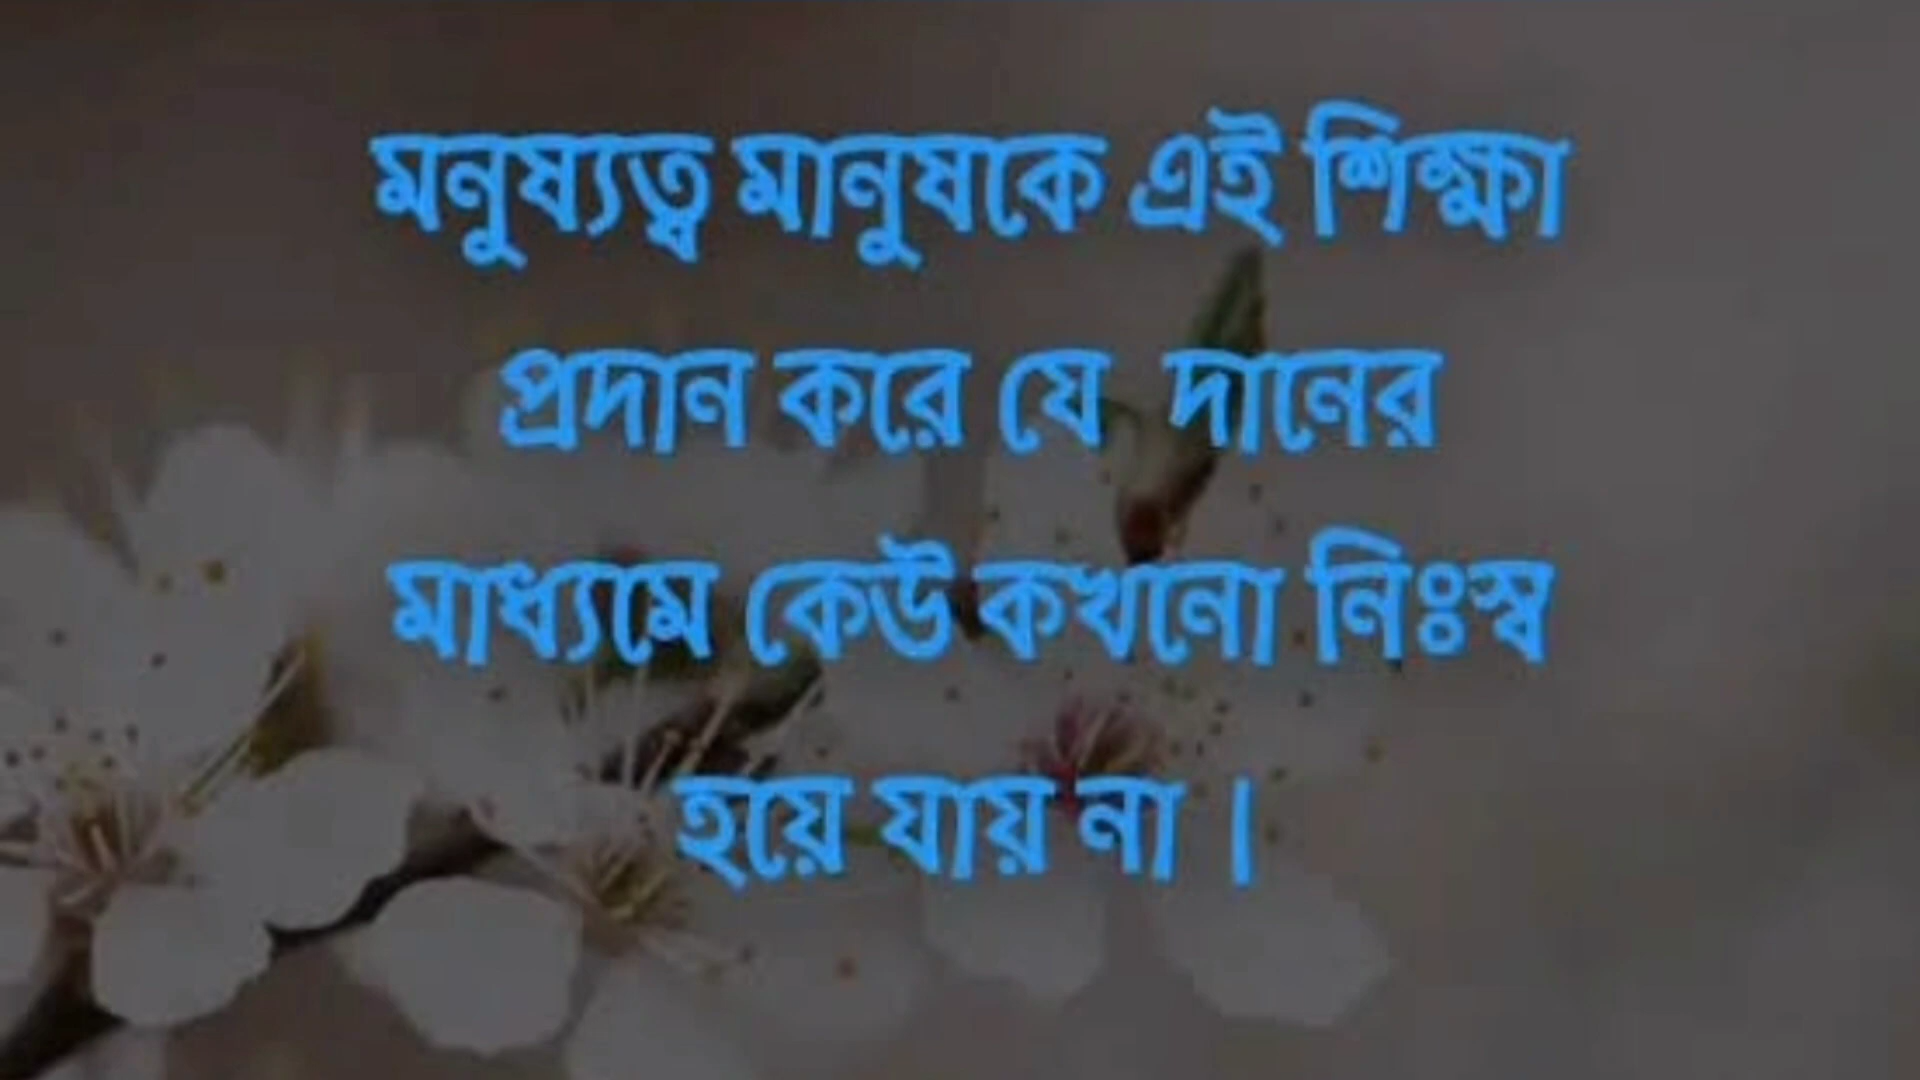 মনুষ্যত্ব মানুষকে এই শিক্ষা
প্রদান করে যে দানের
মাধ্যমে কেউ কখনো নিঃস্ব
হয়ে যায় না ।